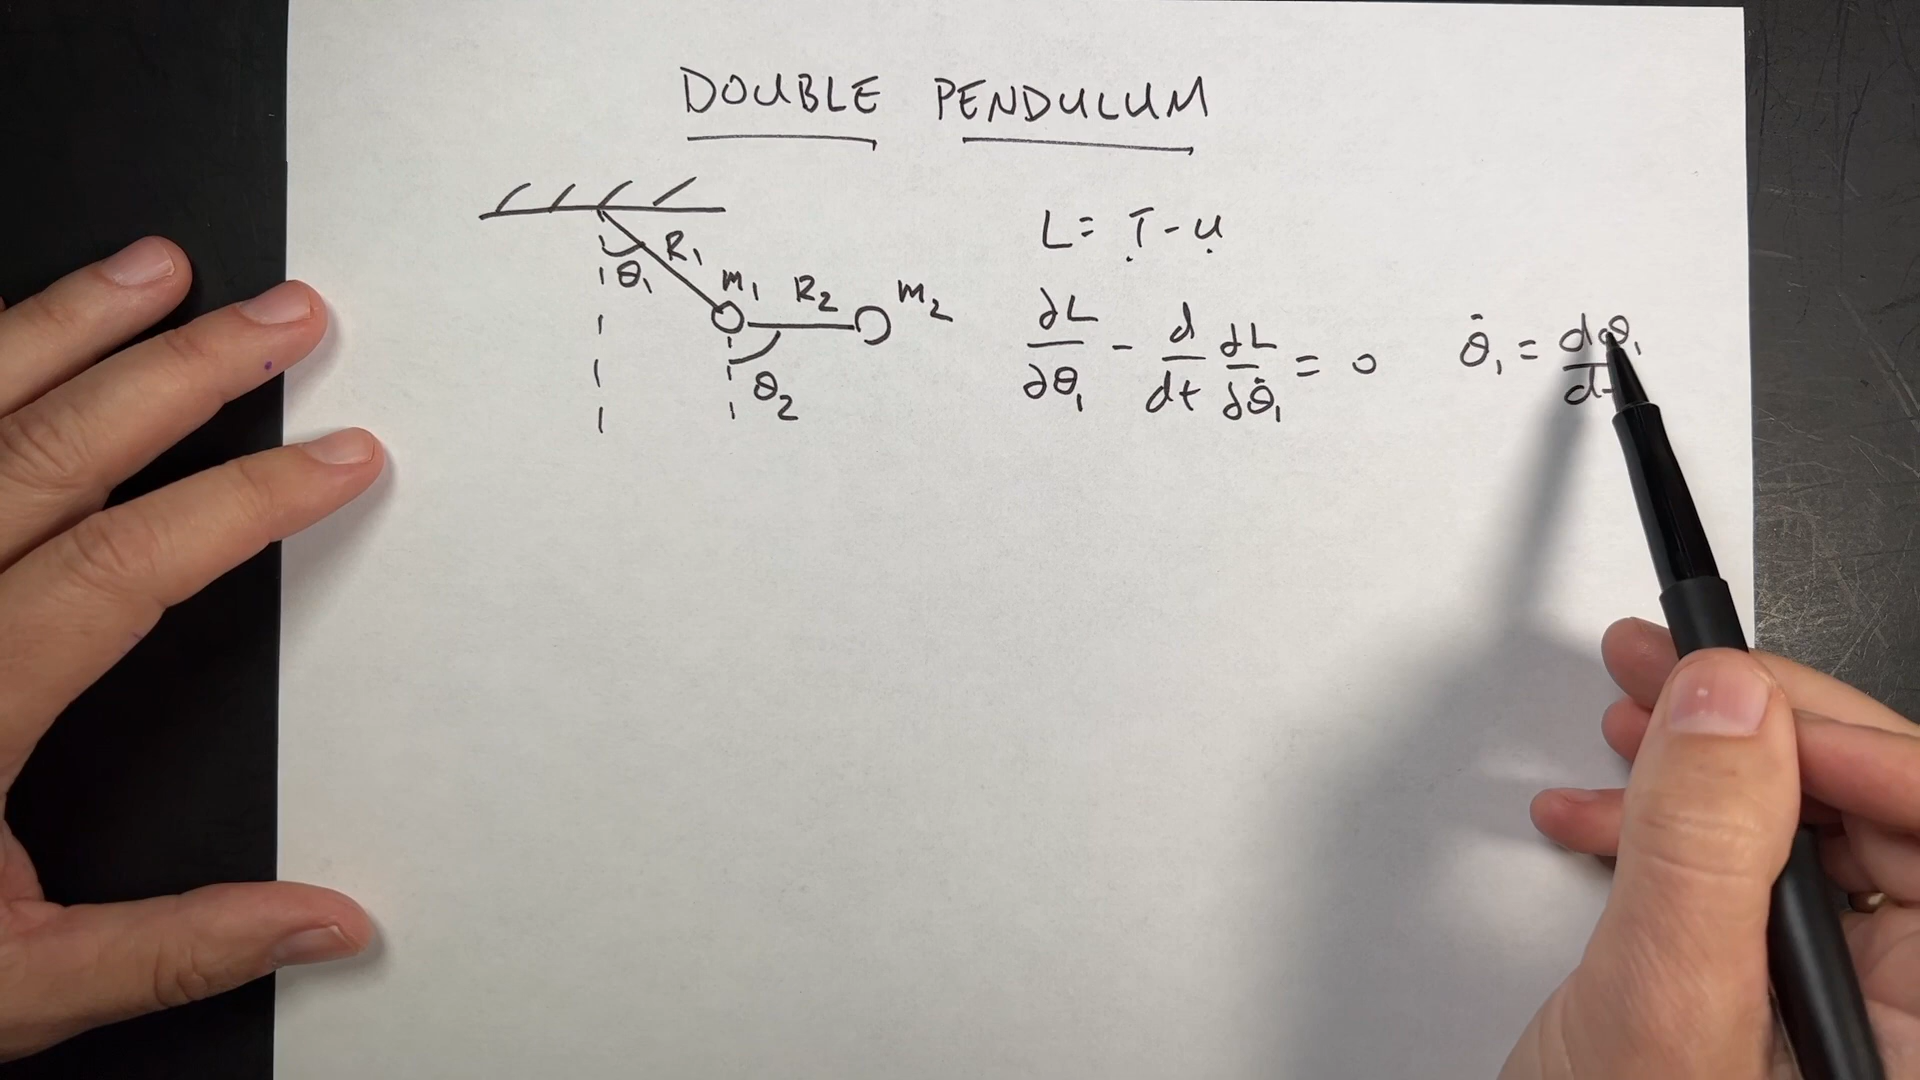 DOUBLE PENDULUM
L = T - U
θ₁ R₁ m₁ R₂ m₂
θ₂
∂L/∂θ₁ - d/dt ∂L/∂θ̇₁ = 0
θ̇₁ = dθ₁/dt